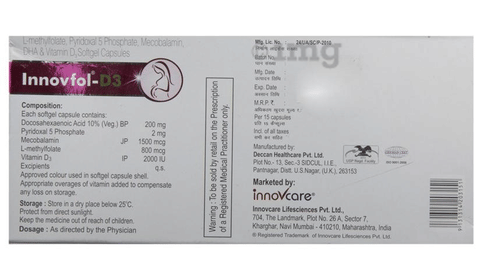 L-methylfolate, Pyridoxal 5 Phosphate, Mecobalamin,
DHA & Vitamin D3 Softgel Capsules
Innovfol-D3
Composition:
Each softgel capsule contains:
Docosahexaenoic Acid 10% (Veg.) BP 200 mg
Pyridoxal 5 Phosphate 2 mg
Mecobalamin JP 1500 mcg
L-methylfolate 800 mcg
Vitamin D3 IP 2000 IU
Excipients q.s.
Approved colour used in softgel capsule shell.
Appropriate overages of vitamin added to compensate
any loss on storage.
Storage : Store in a dry place below 25°C.
Protect from direct sunlight.
Keep the medicine out of reach of children.
Dosage : As directed by the Physician
Warning : To be sold by retail on the Prescription
of a Registered Medical Practitioner only.
Mfg. Lic. No. :
Batch No.
Mfg. Date
Exp. Date
M.R.P. ₹
Per 15 capsules
Incl. of all taxes
Manufactured by:
Deccan Healthcare Pvt. Ltd.
Plot No.- 13, Sec.-3 SIDCUL, I.I.E.,
Pantnagar, Distt. U.S.Nagar, (U.K.), 263153
Marketed by:
innovcare
Innovcare Lifesciences Pvt. Ltd.,
704, The Landmark, Plot No. 26 A, Sector 7,
Kharghar, Navi Mumbai - 410210, Maharashtra, India
® Registered Trademark of Innovcare Lifesciences Pvt. Ltd.